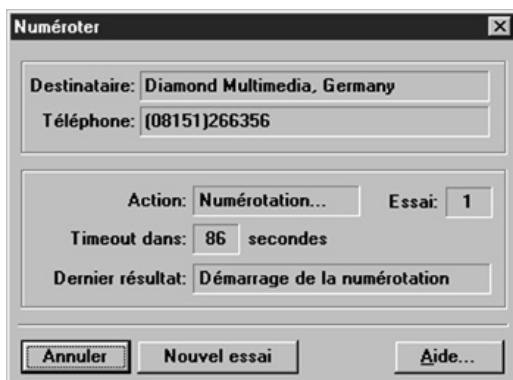 Numéroter
Destinataire: Diamond Multimedia, Germany
Téléphone: (08151)266356
Action: Numérotation... Essai: 1
Timeout dans: 86 secondes
Dernier résultat: Démarrage de la numérotation
Annuler Nouvel essai Aide...